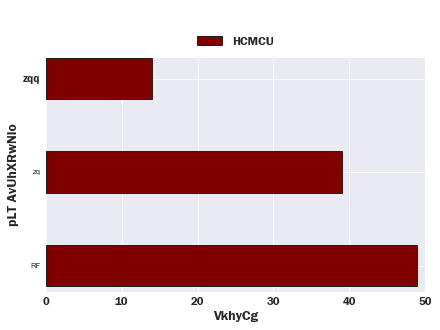 HCMCU
zqq
zq
RF
pLT AvUhXRwNlo
0 10 20 30 40 50
VkhyCg